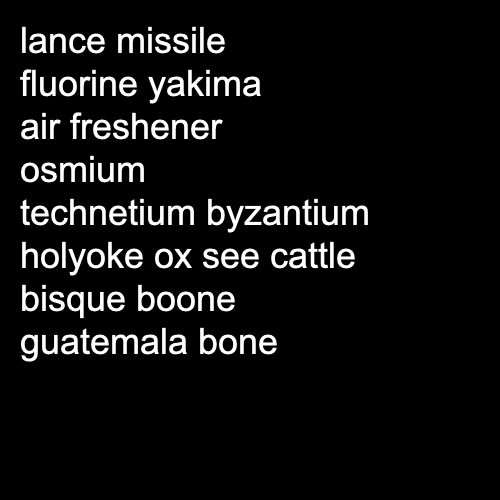 lance missile
fluorine yakima
air freshener
osmium
technetium byzantium
holyoke ox see cattle
bisque boone
guatemala bone